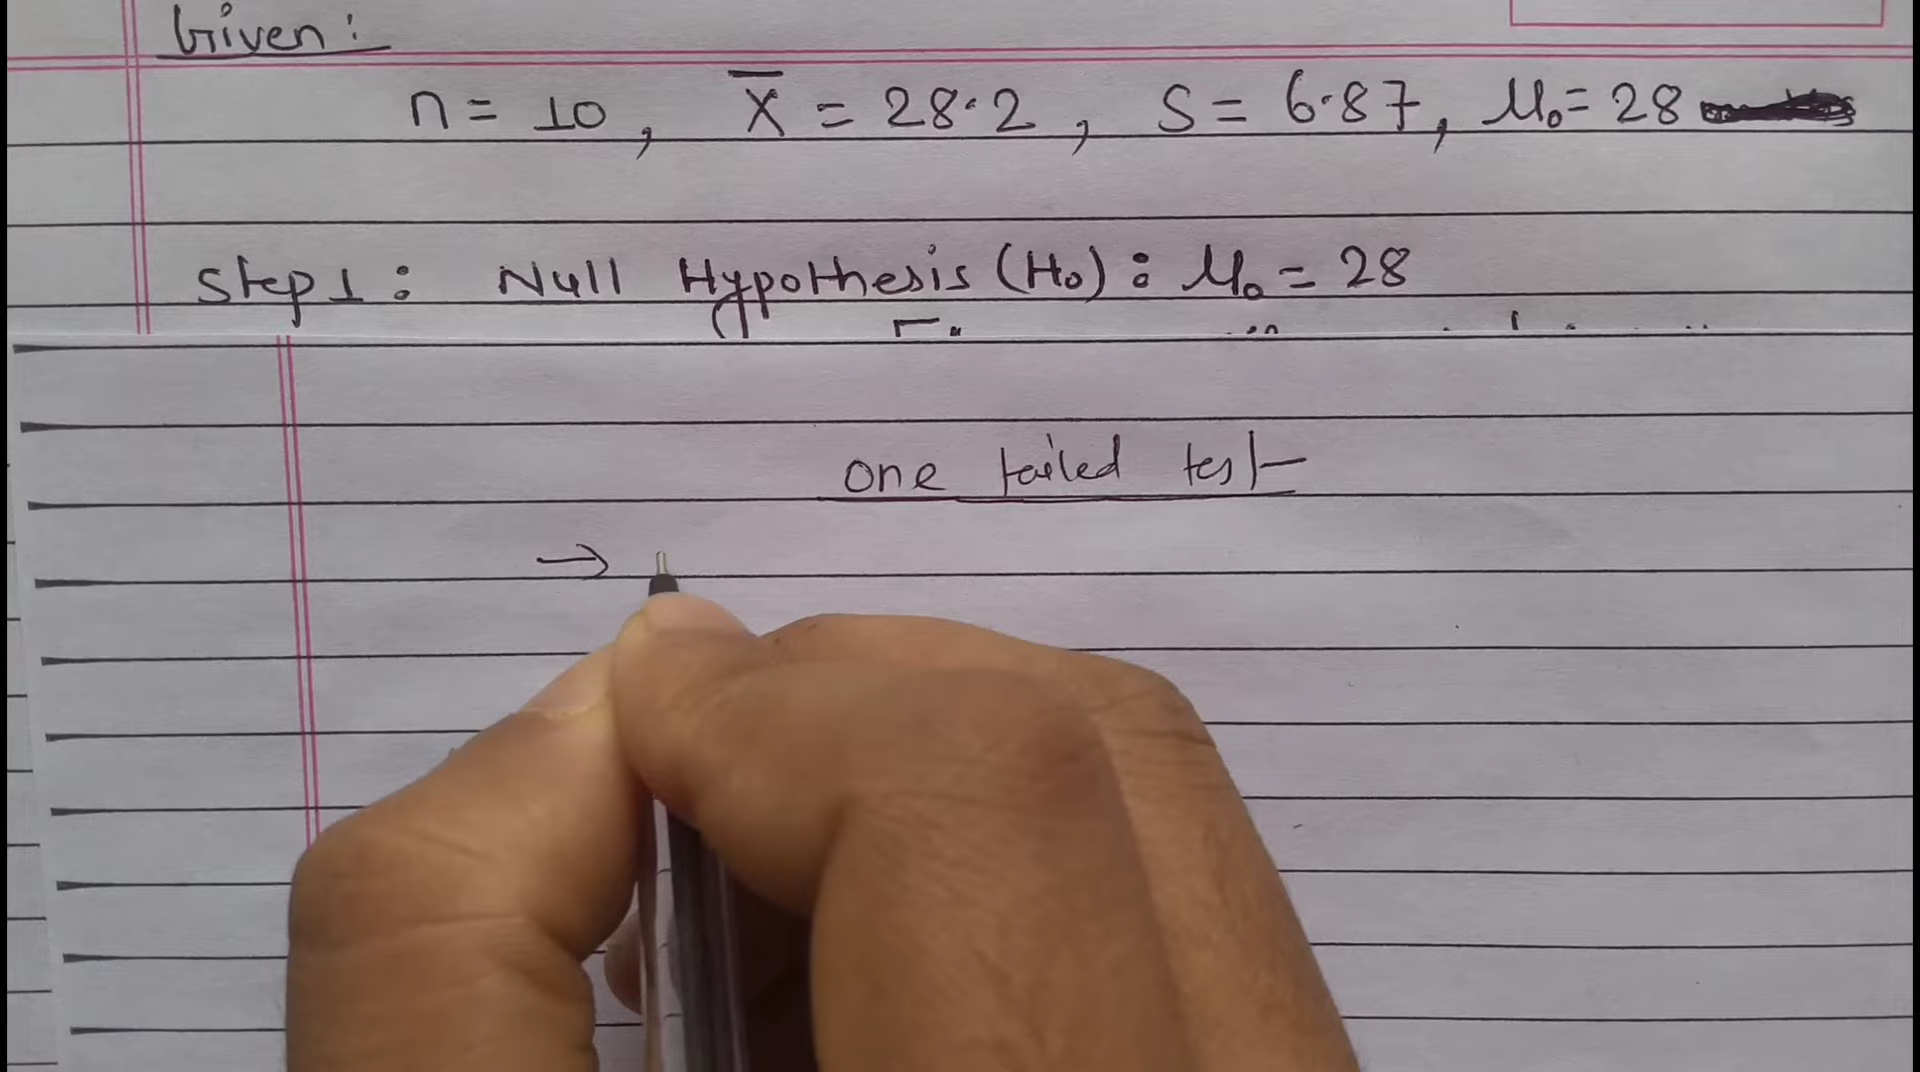 Given:
n = 10, X̄ = 28.2, S = 6.87, μ₀ = 28
Step 1: Null Hypothesis (H₀): μ₀ = 28
one tailed test
→